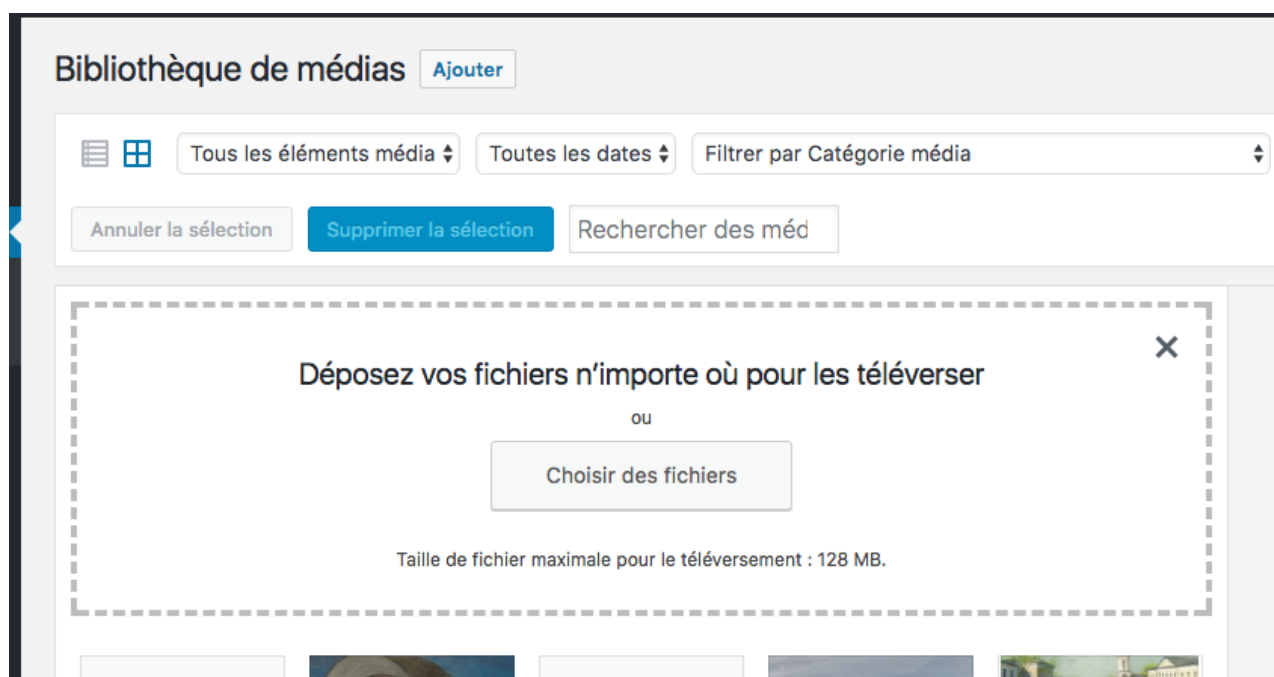 Bibliothèque de médias Ajouter
Tous les éléments média Toutes les dates Filtrer par Catégorie média
Annuler la sélection Supprimer la sélection Rechercher des méd
Déposez vos fichiers n’importe où pour les téléverser
ou
Choisir des fichiers
Taille de fichier maximale pour le téléversement : 128 MB.